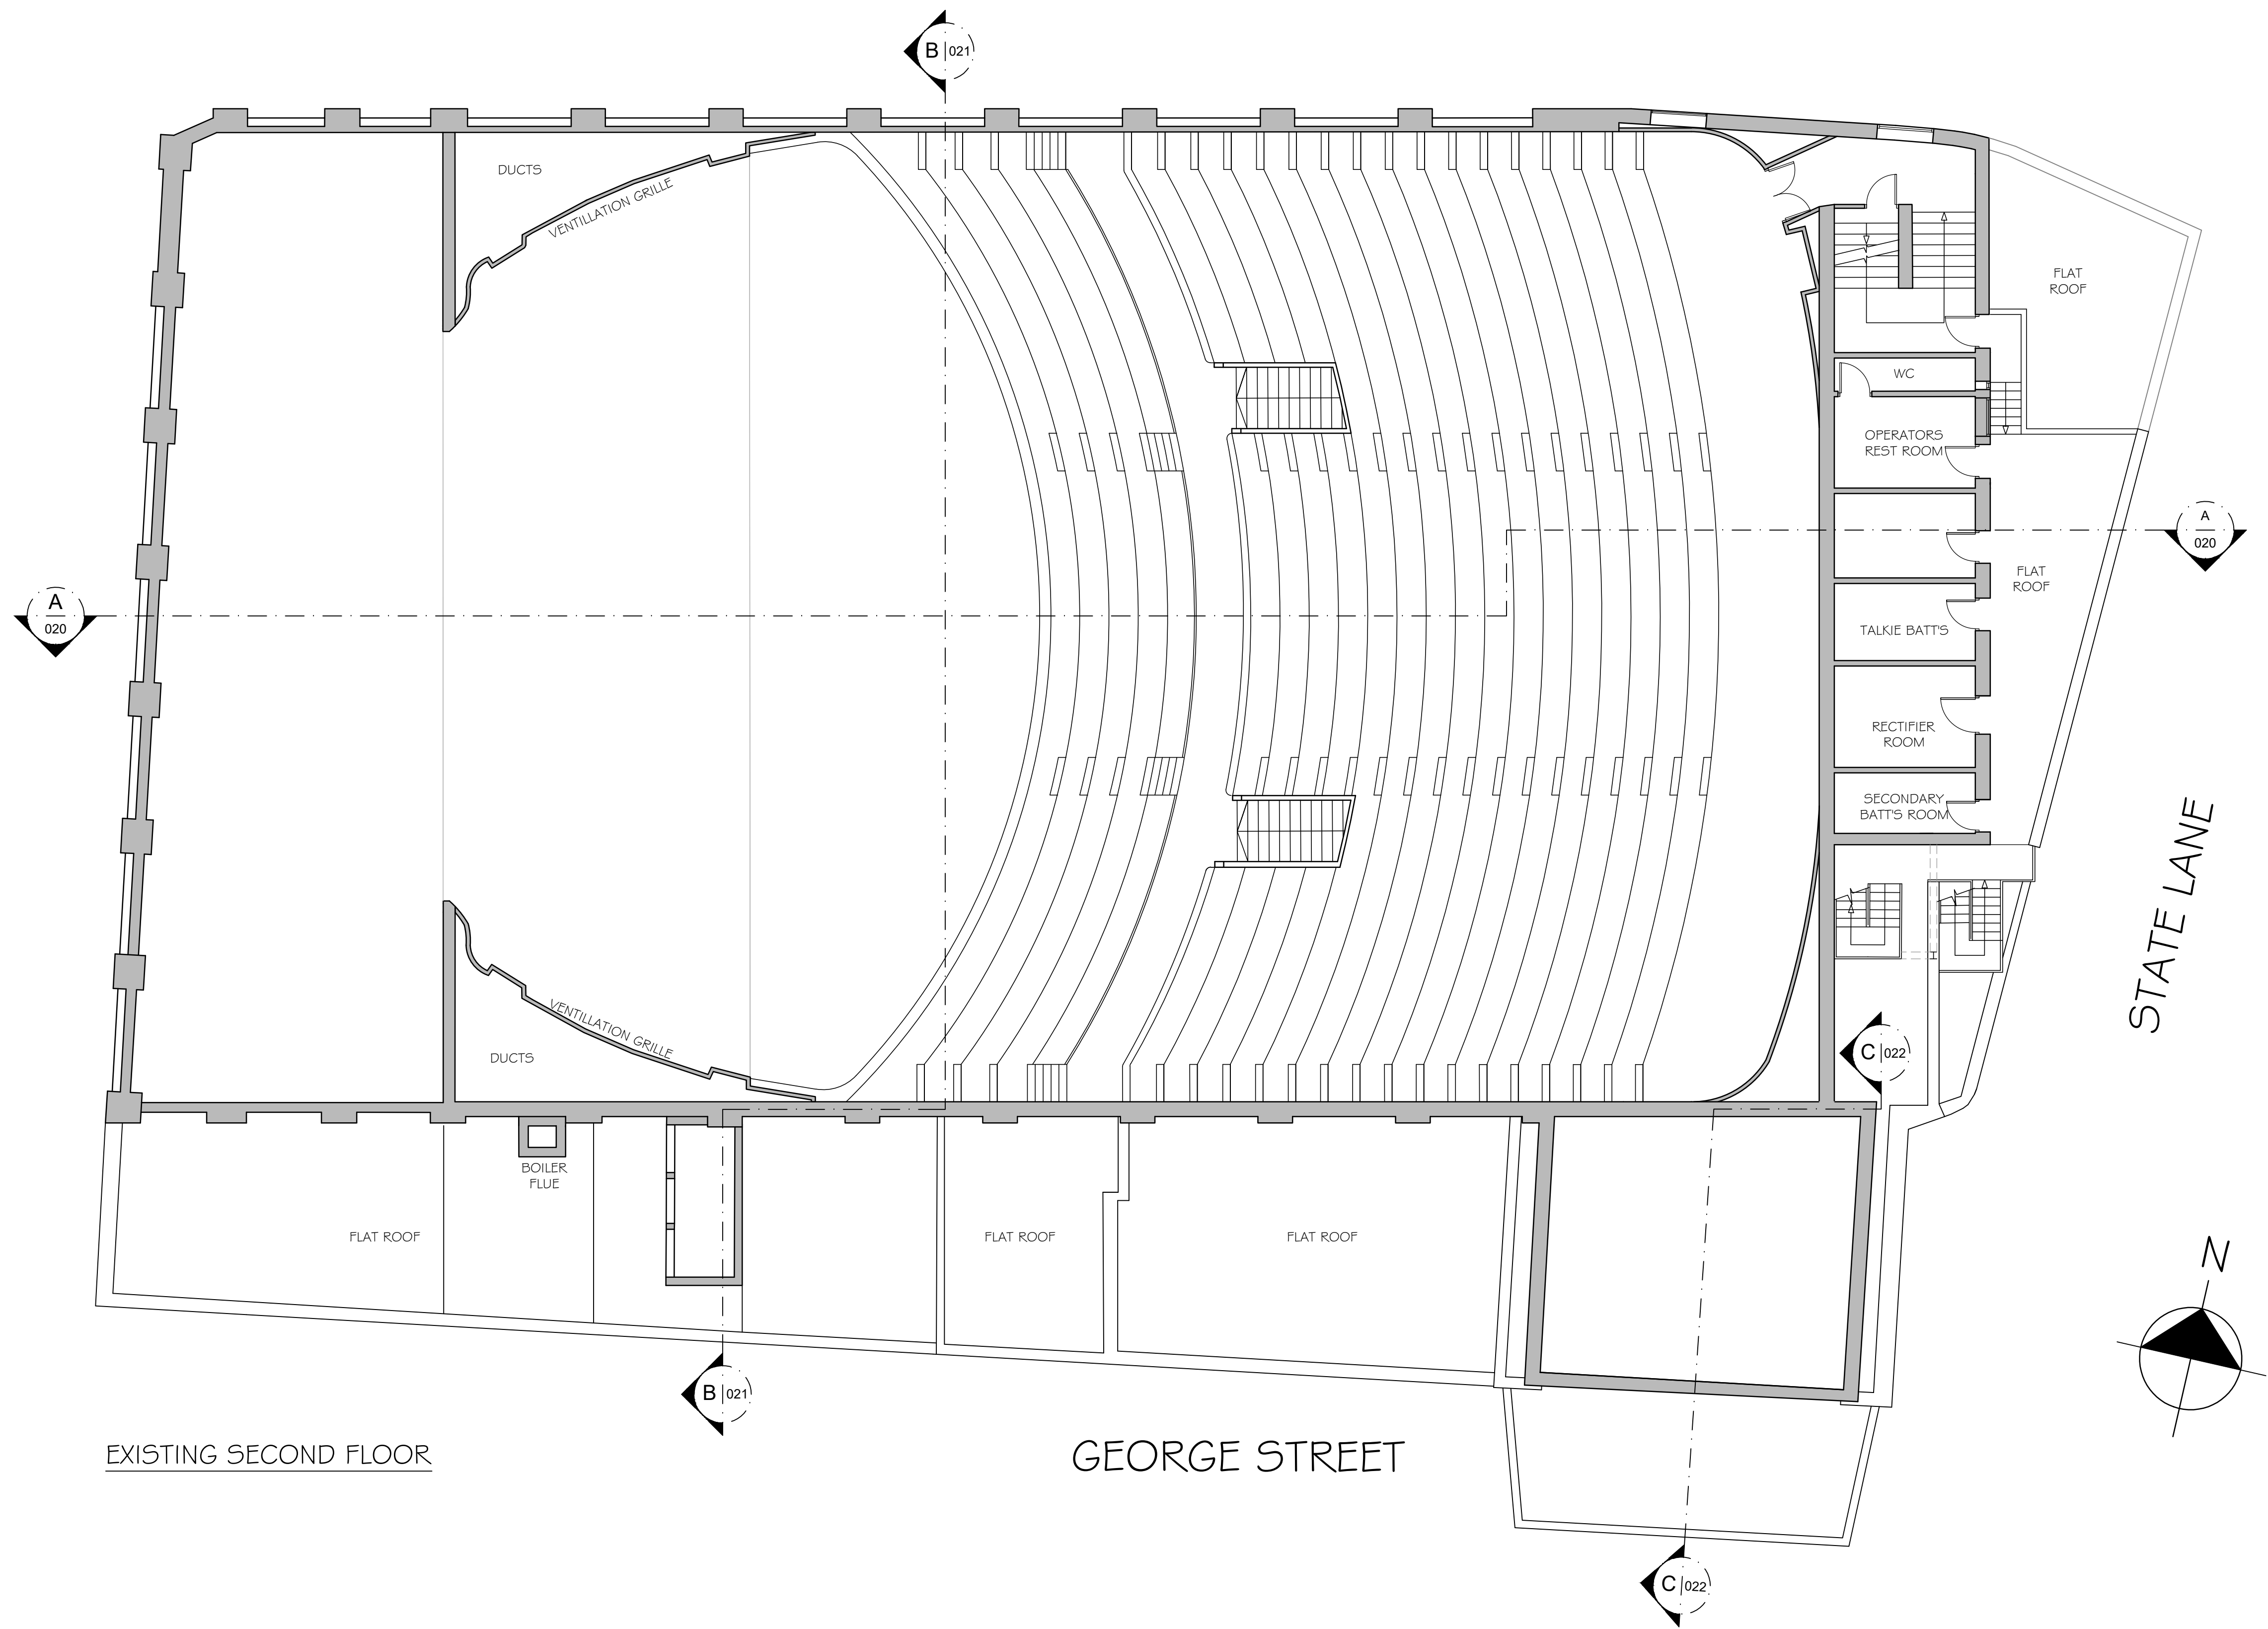 B 021
DUCTS
VENTILLATION GRILLE
FLAT
ROOF
WC
OPERATORS
REST ROOM
A
020
A
020
FLAT
ROOF
TALKIE BATT'S
RECTIFIER
ROOM
SECONDARY
BATT'S ROOM
STATE LANE
VENTILLATION GRILLE
DUCTS
C 022
BOILER
FLUE
FLAT ROOF
FLAT ROOF
FLAT ROOF
N
B 021
EXISTING SECOND FLOOR
GEORGE STREET
C 022